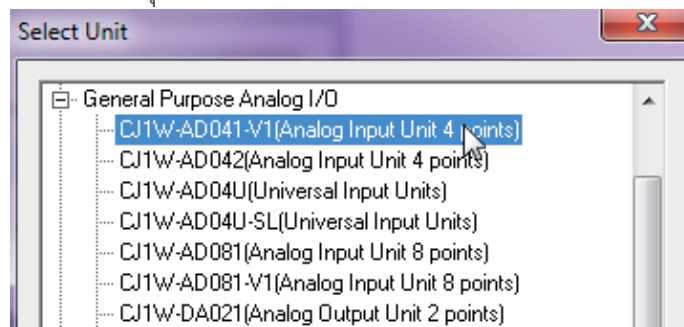 Select Unit
General Purpose Analog I/O
CJ1W-AD041-V1(Analog Input Unit 4 points)
CJ1W-AD042(Analog Input Unit 4 points)
CJ1W-AD04U(Universal Input Units)
CJ1W-AD04U-SL(Universal Input Units)
CJ1W-AD081(Analog Input Unit 8 points)
CJ1W-AD081-V1(Analog Input Unit 8 points)
CJ1W-DA021(Analog Output Unit 2 points)